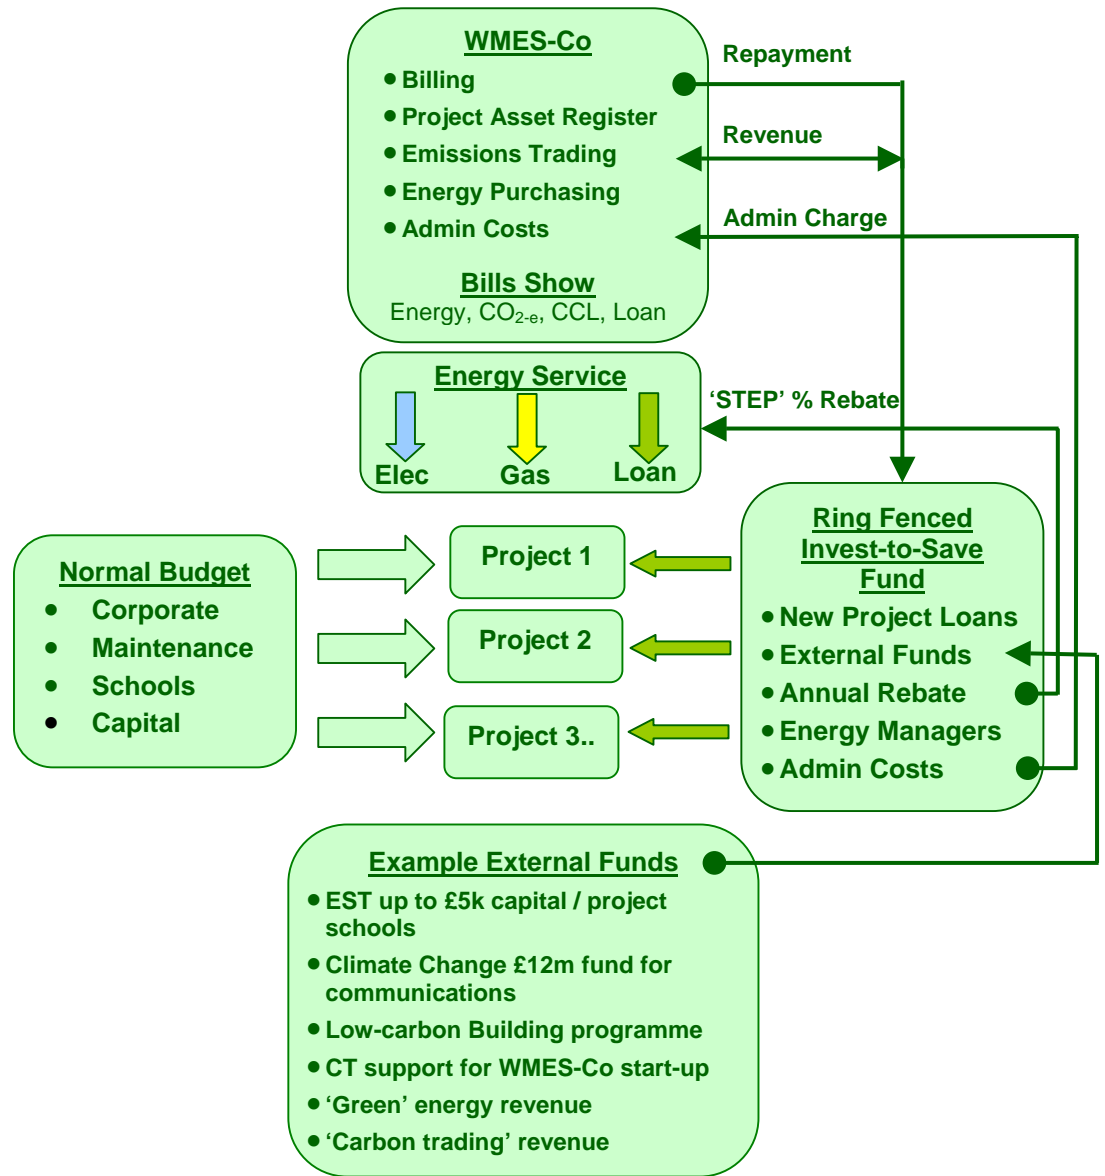 WMES-Co
• Billing
• Project Asset Register
• Emissions Trading
• Energy Purchasing
• Admin Costs
Bills Show
Energy, CO2-e, CCL, Loan
Repayment
Revenue
Admin Charge
Energy Service
Elec Gas Loan
‘STEP’ % Rebate
Normal Budget
• Corporate
• Maintenance
• Schools
• Capital
Project 1
Project 2
Project 3..
Ring Fenced
Invest-to-Save
Fund
• New Project Loans
• External Funds
• Annual Rebate
• Energy Managers
• Admin Costs
Example External Funds
• EST up to £5k capital / project
schools
• Climate Change £12m fund for
communications
• Low-carbon Building programme
• CT support for WMES-Co start-up
• ‘Green’ energy revenue
• ‘Carbon trading’ revenue